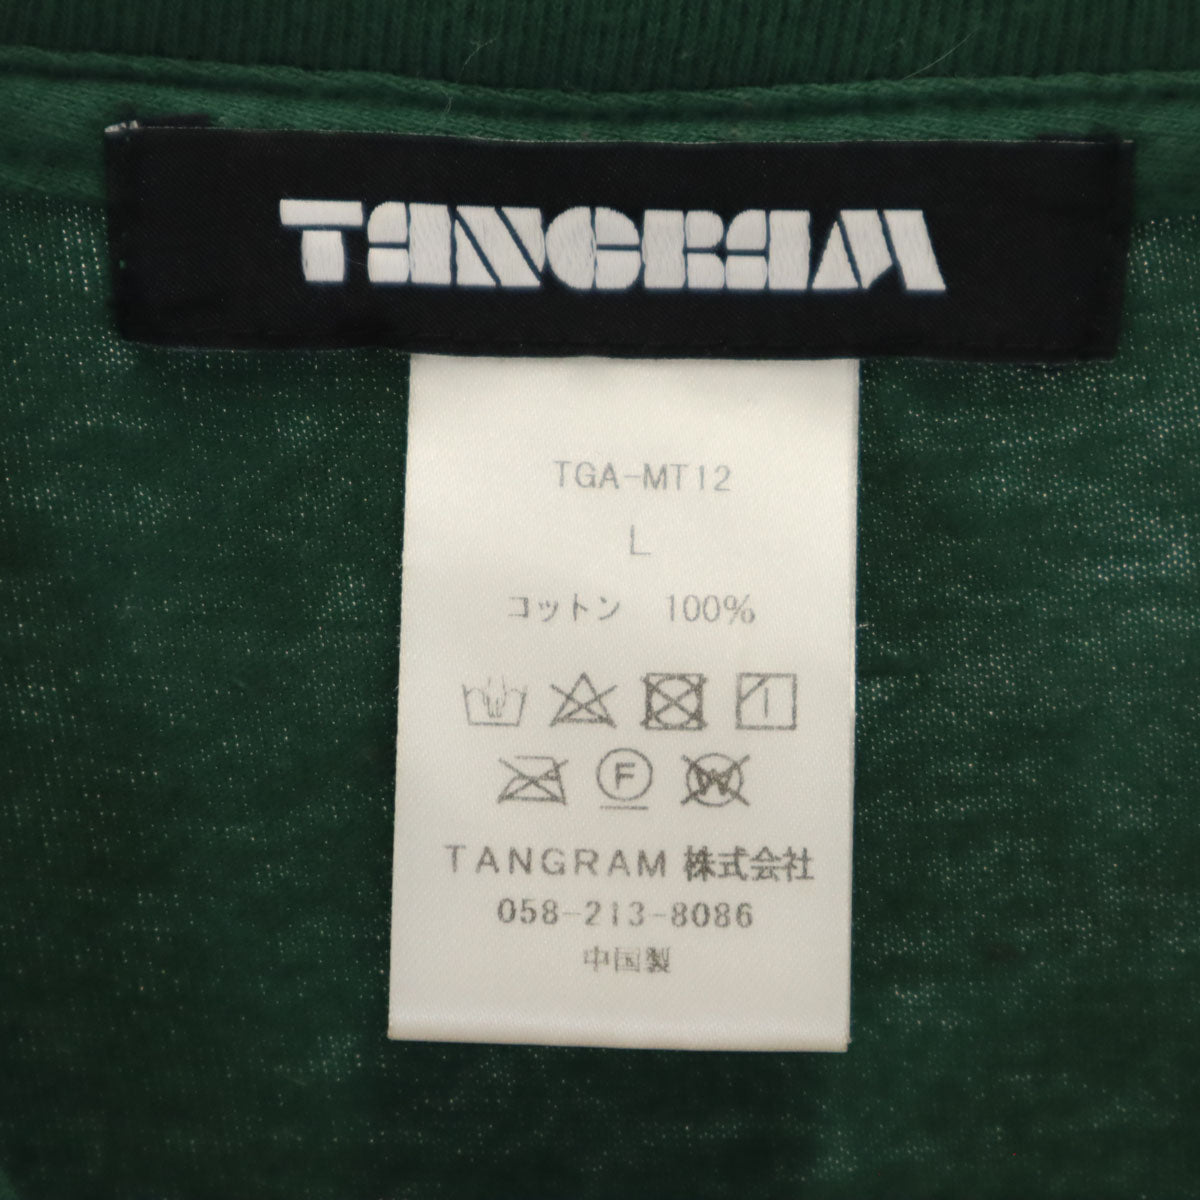 TANGRAM
TGA-MT12
L
コットン 100%
F
W
TANGRAM 株式会社
058-213-8086
中国製